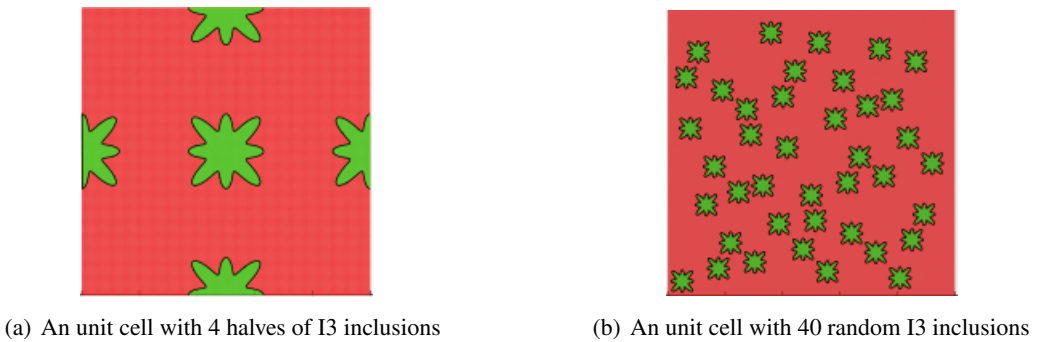 (a) An unit cell with 4 halves of I3 inclusions
(b) An unit cell with 40 random I3 inclusions